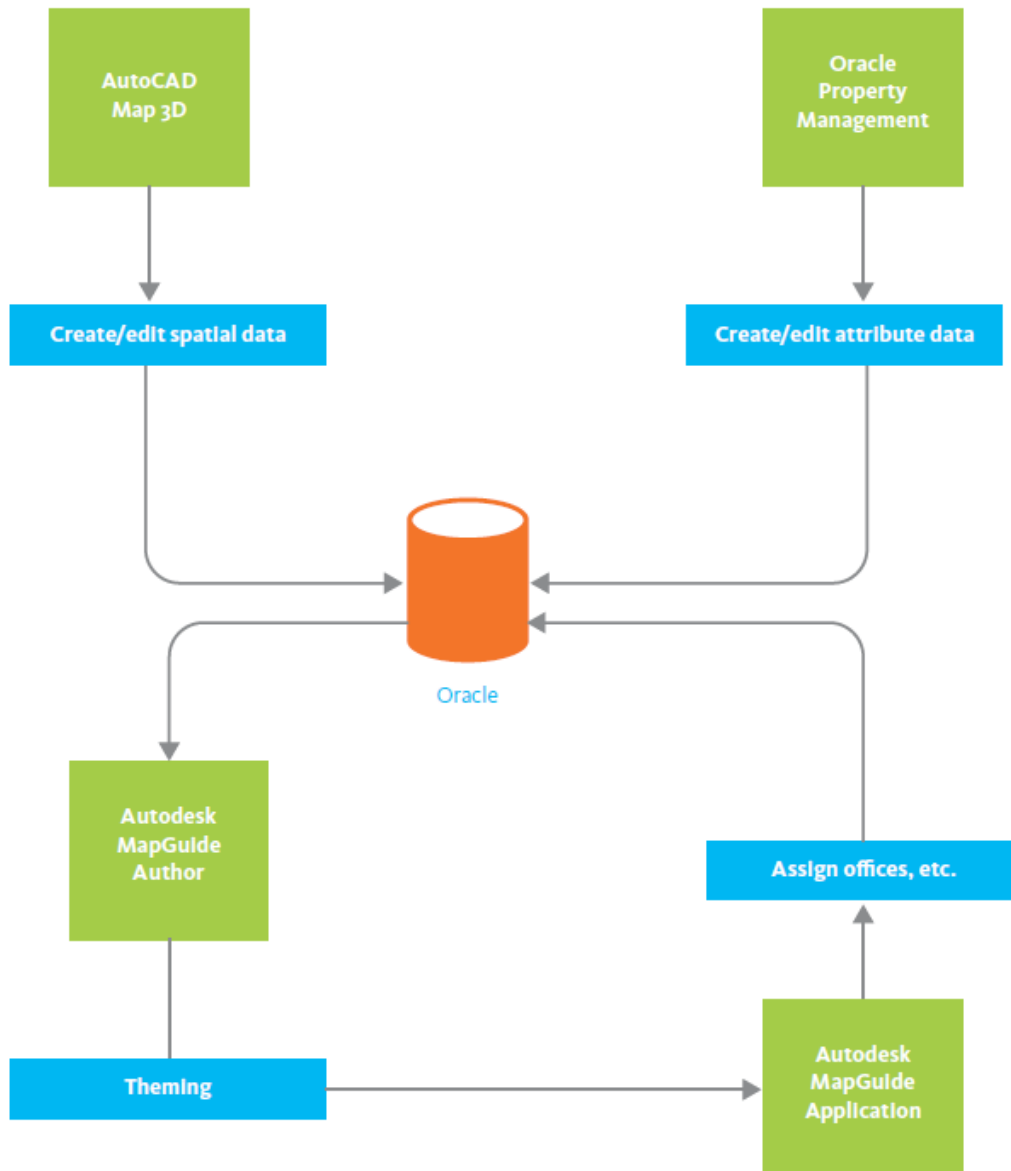 AutoCAD
Map 3D
Oracle
Property
Management
Create/edit spatial data
Create/edit attribute data
Oracle
Autodesk
MapGuide
Author
Assign offices, etc.
Theming
Autodesk
MapGuide
Application